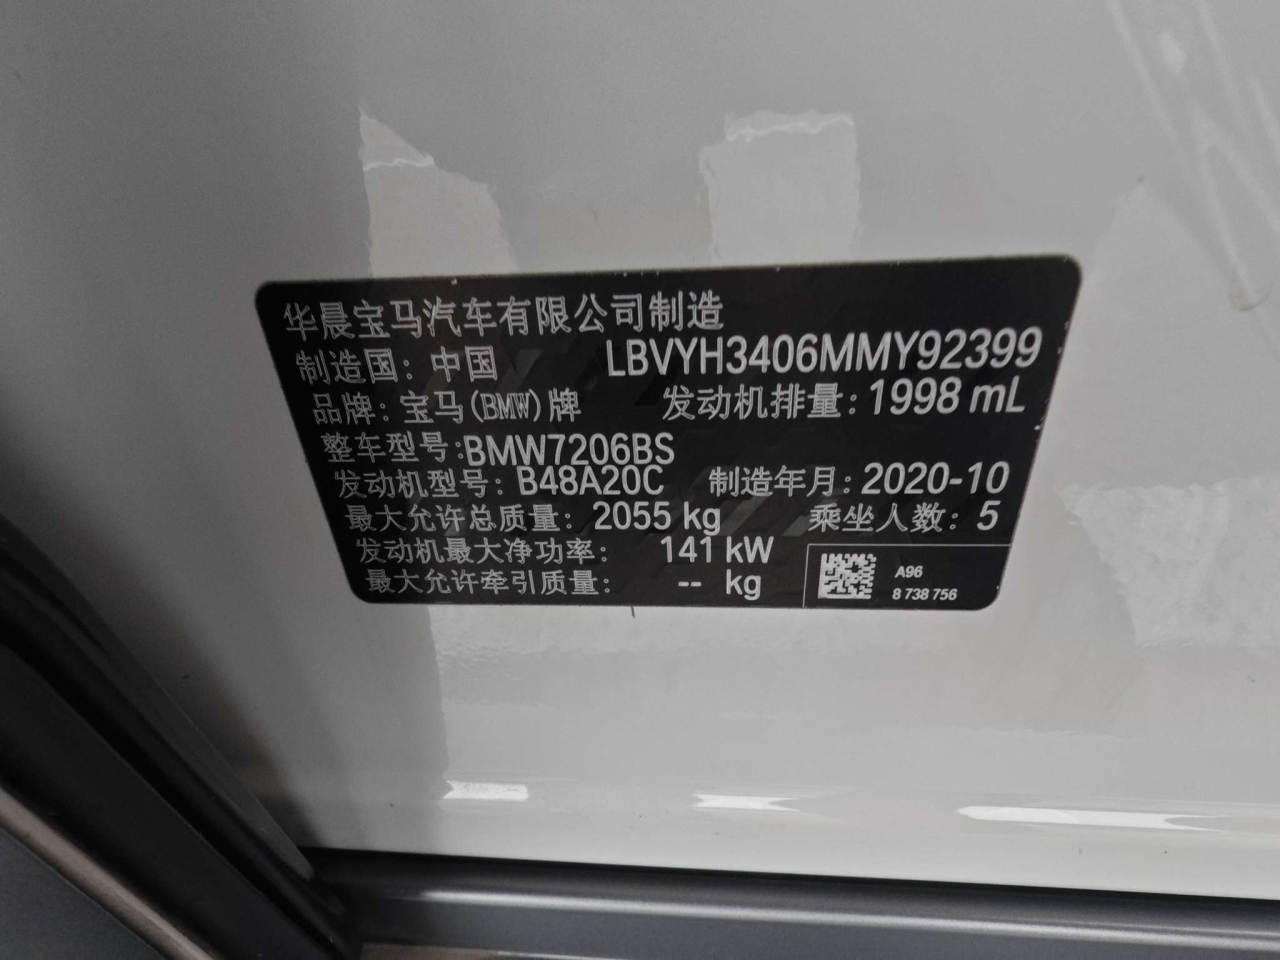 华晨宝马汽车有限公司制造
制造国：中国 LBVYH3406MMY92399
品牌：宝马(BMW)牌 发动机排量：1998 mL
整车型号:BMW7206BS
发动机型号：B48A20C 制造年月：2020-10
最大允许总质量：2055 kg 乘坐人数：5
发动机最大净功率： 141 kW
最大允许牵引质量： -- kg
A96
8 738 756